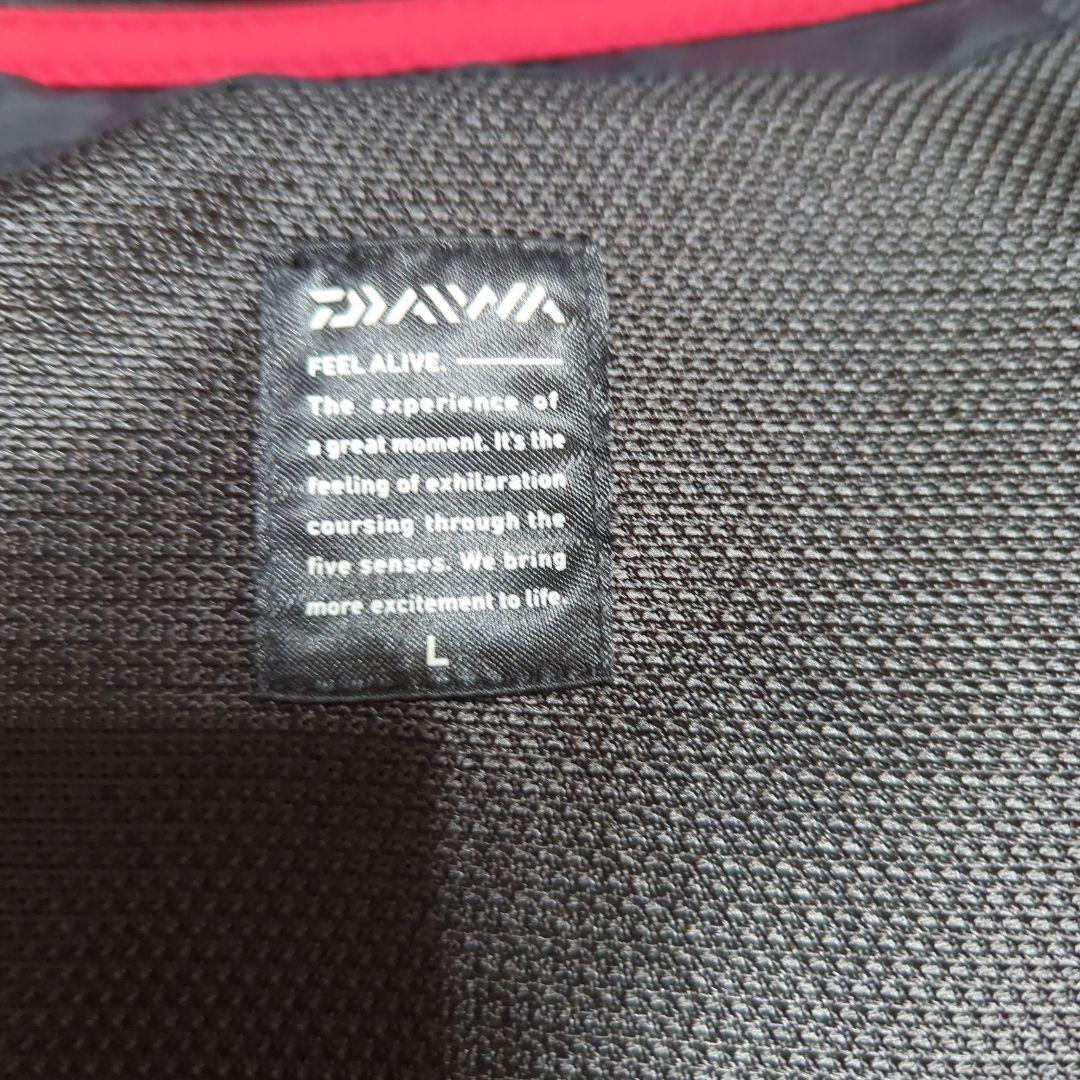 DAIWA
FEEL ALIVE.
The experience of
a great moment. It's the
feeling of exhilaration
coursing through the
five senses. We bring
more excitement to life.
L